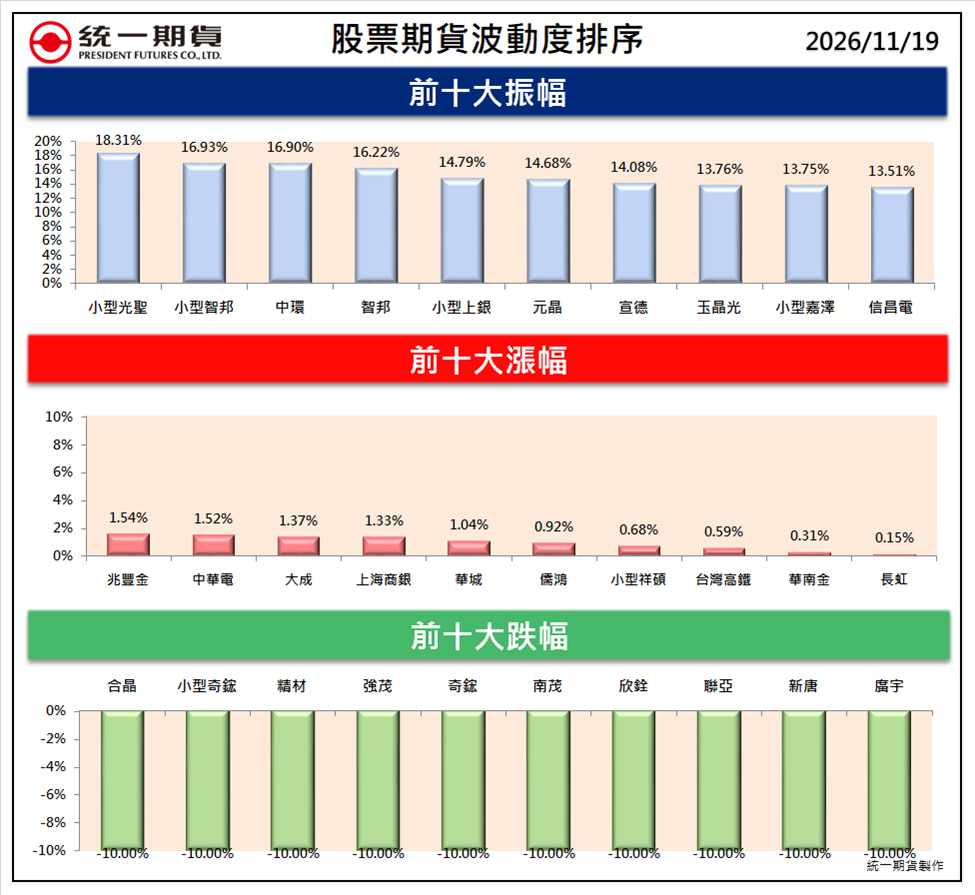 統一期貨
PRESIDENT FUTURES CO., LTD.
股票期貨波動度排序
2026/11/19
前十大振幅
20%
18%
16%
14%
12%
10%
8%
6%
4%
2%
0%
18.31% 16.93% 16.90% 16.22% 14.79% 14.68% 14.08% 13.76% 13.75% 13.51%
小型光聖 小型智邦 中環 智邦 小型上銀 元晶 宣德 玉晶光 小型嘉澤 信昌電
前十大漲幅
10%
8%
6%
4%
2%
0%
1.54% 1.52% 1.37% 1.33% 1.04% 0.92% 0.68% 0.59% 0.31% 0.15%
兆豐金 中華電 大成 上海商銀 華城 儒鴻 小型祥碩 台灣高鐵 華南金 長虹
前十大跌幅
合晶 小型奇鋐 精材 強茂 奇鋐 南茂 欣銓 聯亞 新唐 廣宇
0%
-2%
-4%
-6%
-8%
-10%
-10.00% -10.00% -10.00% -10.00% -10.00% -10.00% -10.00% -10.00% -10.00% -10.00%
統一期貨製作